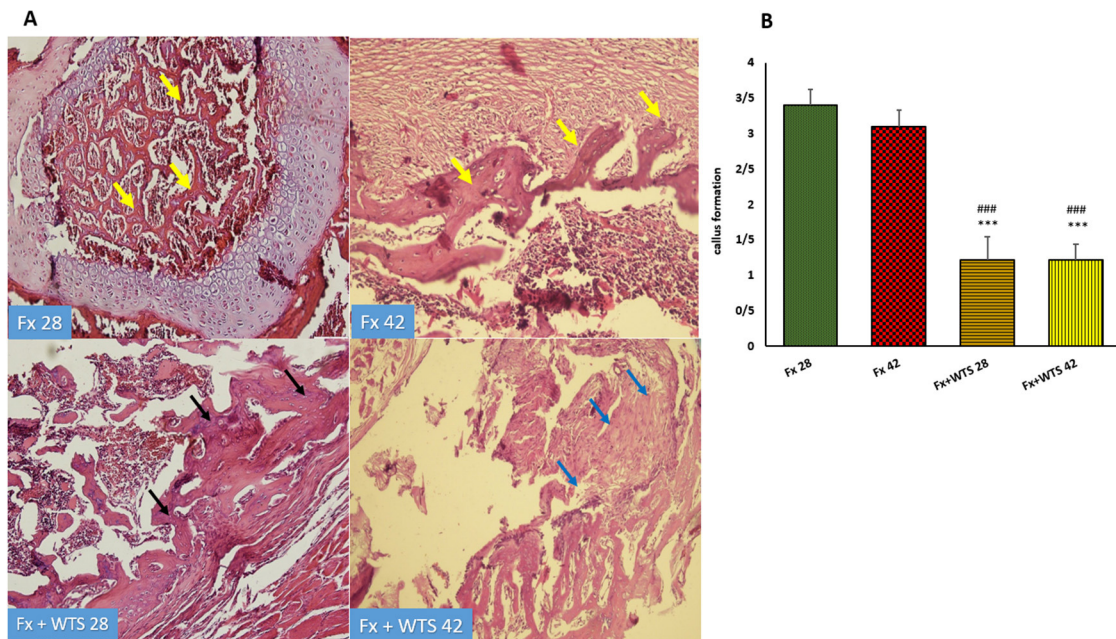 A
Fx 28
Fx 42
Fx + WTS 28
Fx + WTS 42
B
callus formation
4
3/5
3
2/5
2
1/5
1
0/5
0
###
***
###
***
Fx 28
Fx 42
Fx+WTS 28
Fx+WTS 42